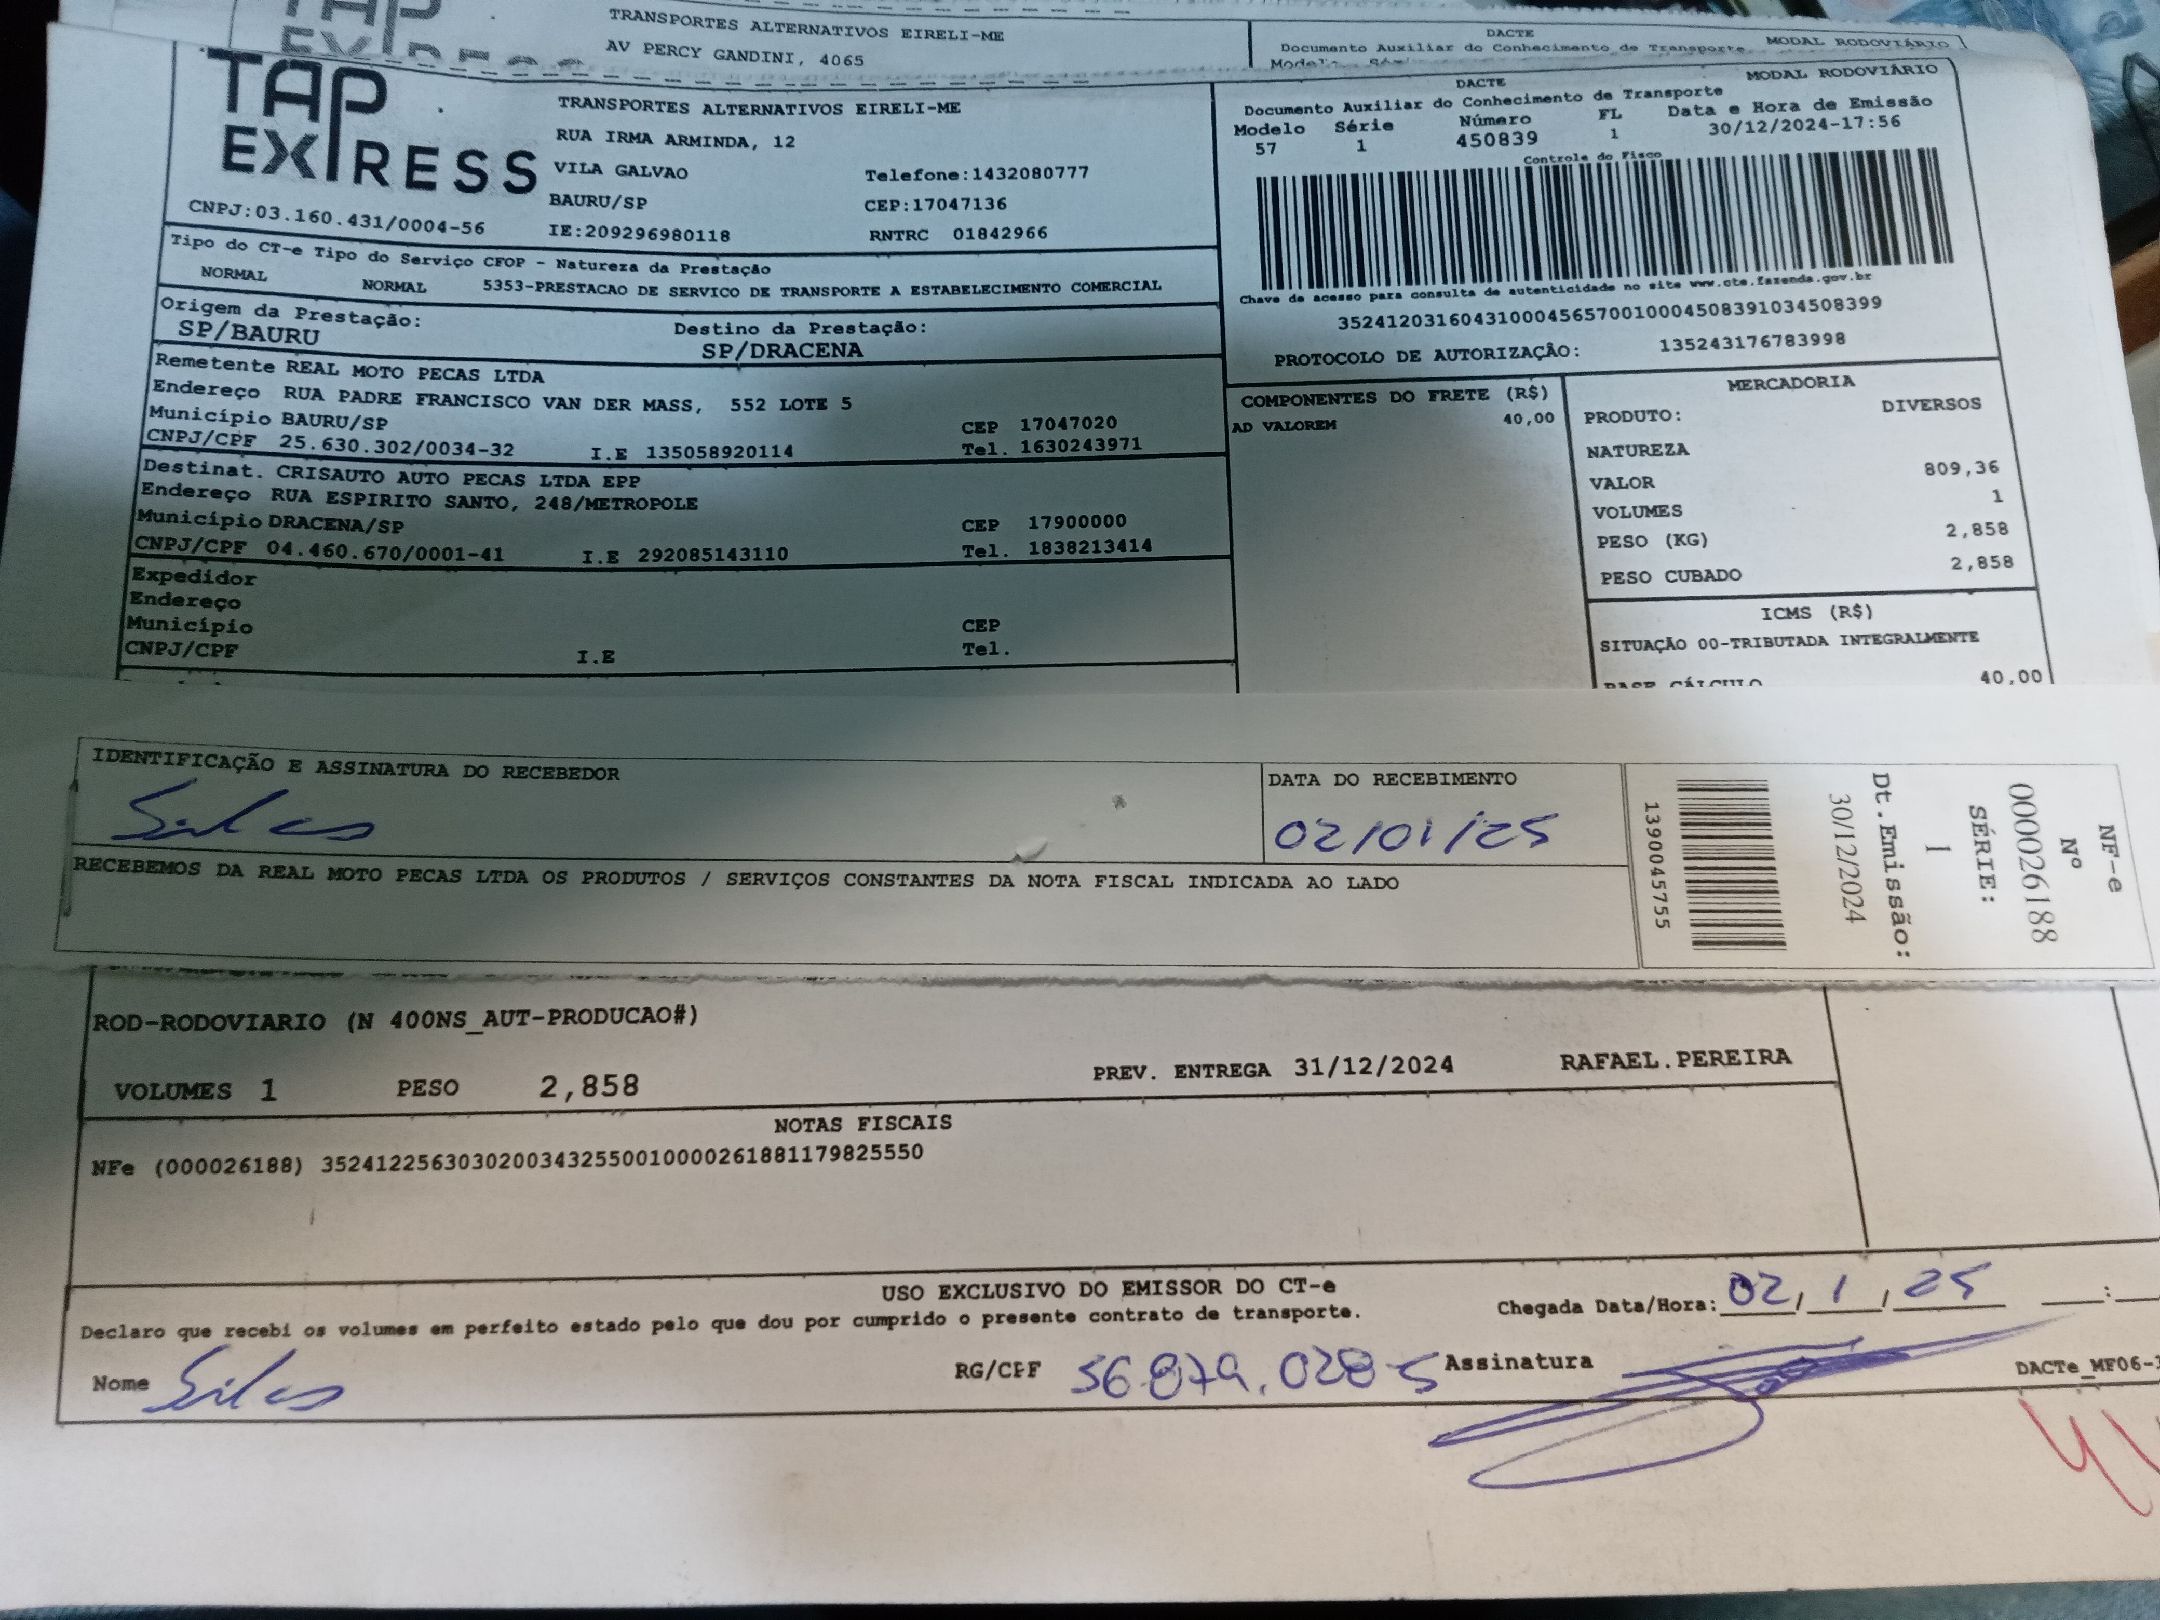 TRANSPORTES ALTERNATIVOS EIRELI-ME
AV PERCY GANDINI, 4065
DACTE
Documento Auxiliar do Conhecimento de Transporte
MODAL RODOVIÁRIO
TAP EXPRESS
CNPJ:03.160.431/0004-56
TRANSPORTES ALTERNATIVOS EIRELI-ME
RUA IRMA ARMINDA, 12
VILA GALVAO
Telefone:1432080777
BAURU/SP
CEP:17047136
IE:209296980118
RNTRC 01842966
DACTE
MODAL RODOVIÁRIO
Documento Auxiliar do Conhecimento de Transporte
Modelo Série Número FL Data e Hora de Emissão
57 1 450839 1 30/12/2024-17:56
Controle do Fisco
Chave de acesso para consulta de autenticidade no site www.cte.fazenda.gov.br
35241203160431000456570010004508391034508399
PROTOCOLO DE AUTORIZAÇÃO: 135243176783998
Tipo do CT-e Tipo do Serviço CFOP - Natureza da Prestação
NORMAL NORMAL 5353-PRESTACAO DE SERVICO DE TRANSPORTE A ESTABELECIMENTO COMERCIAL
Origem da Prestação: Destino da Prestação:
SP/BAURU SP/DRACENA
Remetente REAL MOTO PECAS LTDA
Endereço RUA PADRE FRANCISCO VAN DER MASS, 552 LOTE 5
Município BAURU/SP CEP 17047020
CNPJ/CPF 25.630.302/0034-32 I.E 135058920114 Tel. 1630243971
Destinat. CRISAUTO AUTO PECAS LTDA EPP
Endereço RUA ESPIRITO SANTO, 248/METROPOLE
Município DRACENA/SP CEP 17900000
CNPJ/CPF 04.460.670/0001-41 I.E 292085143110 Tel. 1838213414
Expedidor
Endereço
Município CEP
CNPJ/CPF I.E Tel.
COMPONENTES DO FRETE (R$)
AD VALOREM 40,00
MERCADORIA
PRODUTO: DIVERSOS
NATUREZA
VALOR 809,36
VOLUMES 1
PESO (KG) 2,858
PESO CUBADO 2,858
ICMS (R$)
SITUAÇÃO 00-TRIBUTADA INTEGRALMENTE
BASE CÁLCULO 40,00
IDENTIFICAÇÃO E ASSINATURA DO RECEBEDOR
Silas
DATA DO RECEBIMENTO
02/01/25
RECEBEMOS DA REAL MOTO PECAS LTDA OS PRODUTOS / SERVIÇOS CONSTANTES DA NOTA FISCAL INDICADA AO LADO
NF-e
Nº
000026188
SÉRIE:
1
Dt.Emissão:
30/12/2024
1390045755
ROD-RODOVIARIO (N 400NS_AUT-PRODUCAO#)
VOLUMES 1 PESO 2,858 PREV. ENTREGA 31/12/2024 RAFAEL.PEREIRA
NOTAS FISCAIS
NFe (000026188) 35241225630302003432550010000261881179825550
USO EXCLUSIVO DO EMISSOR DO CT-e
Declaro que recebi os volumes em perfeito estado pelo que dou por cumprido o presente contrato de transporte.
Chegada Data/Hora: 02/1/25 :
Nome Silas RG/CPF 56.879.028-5 Assinatura